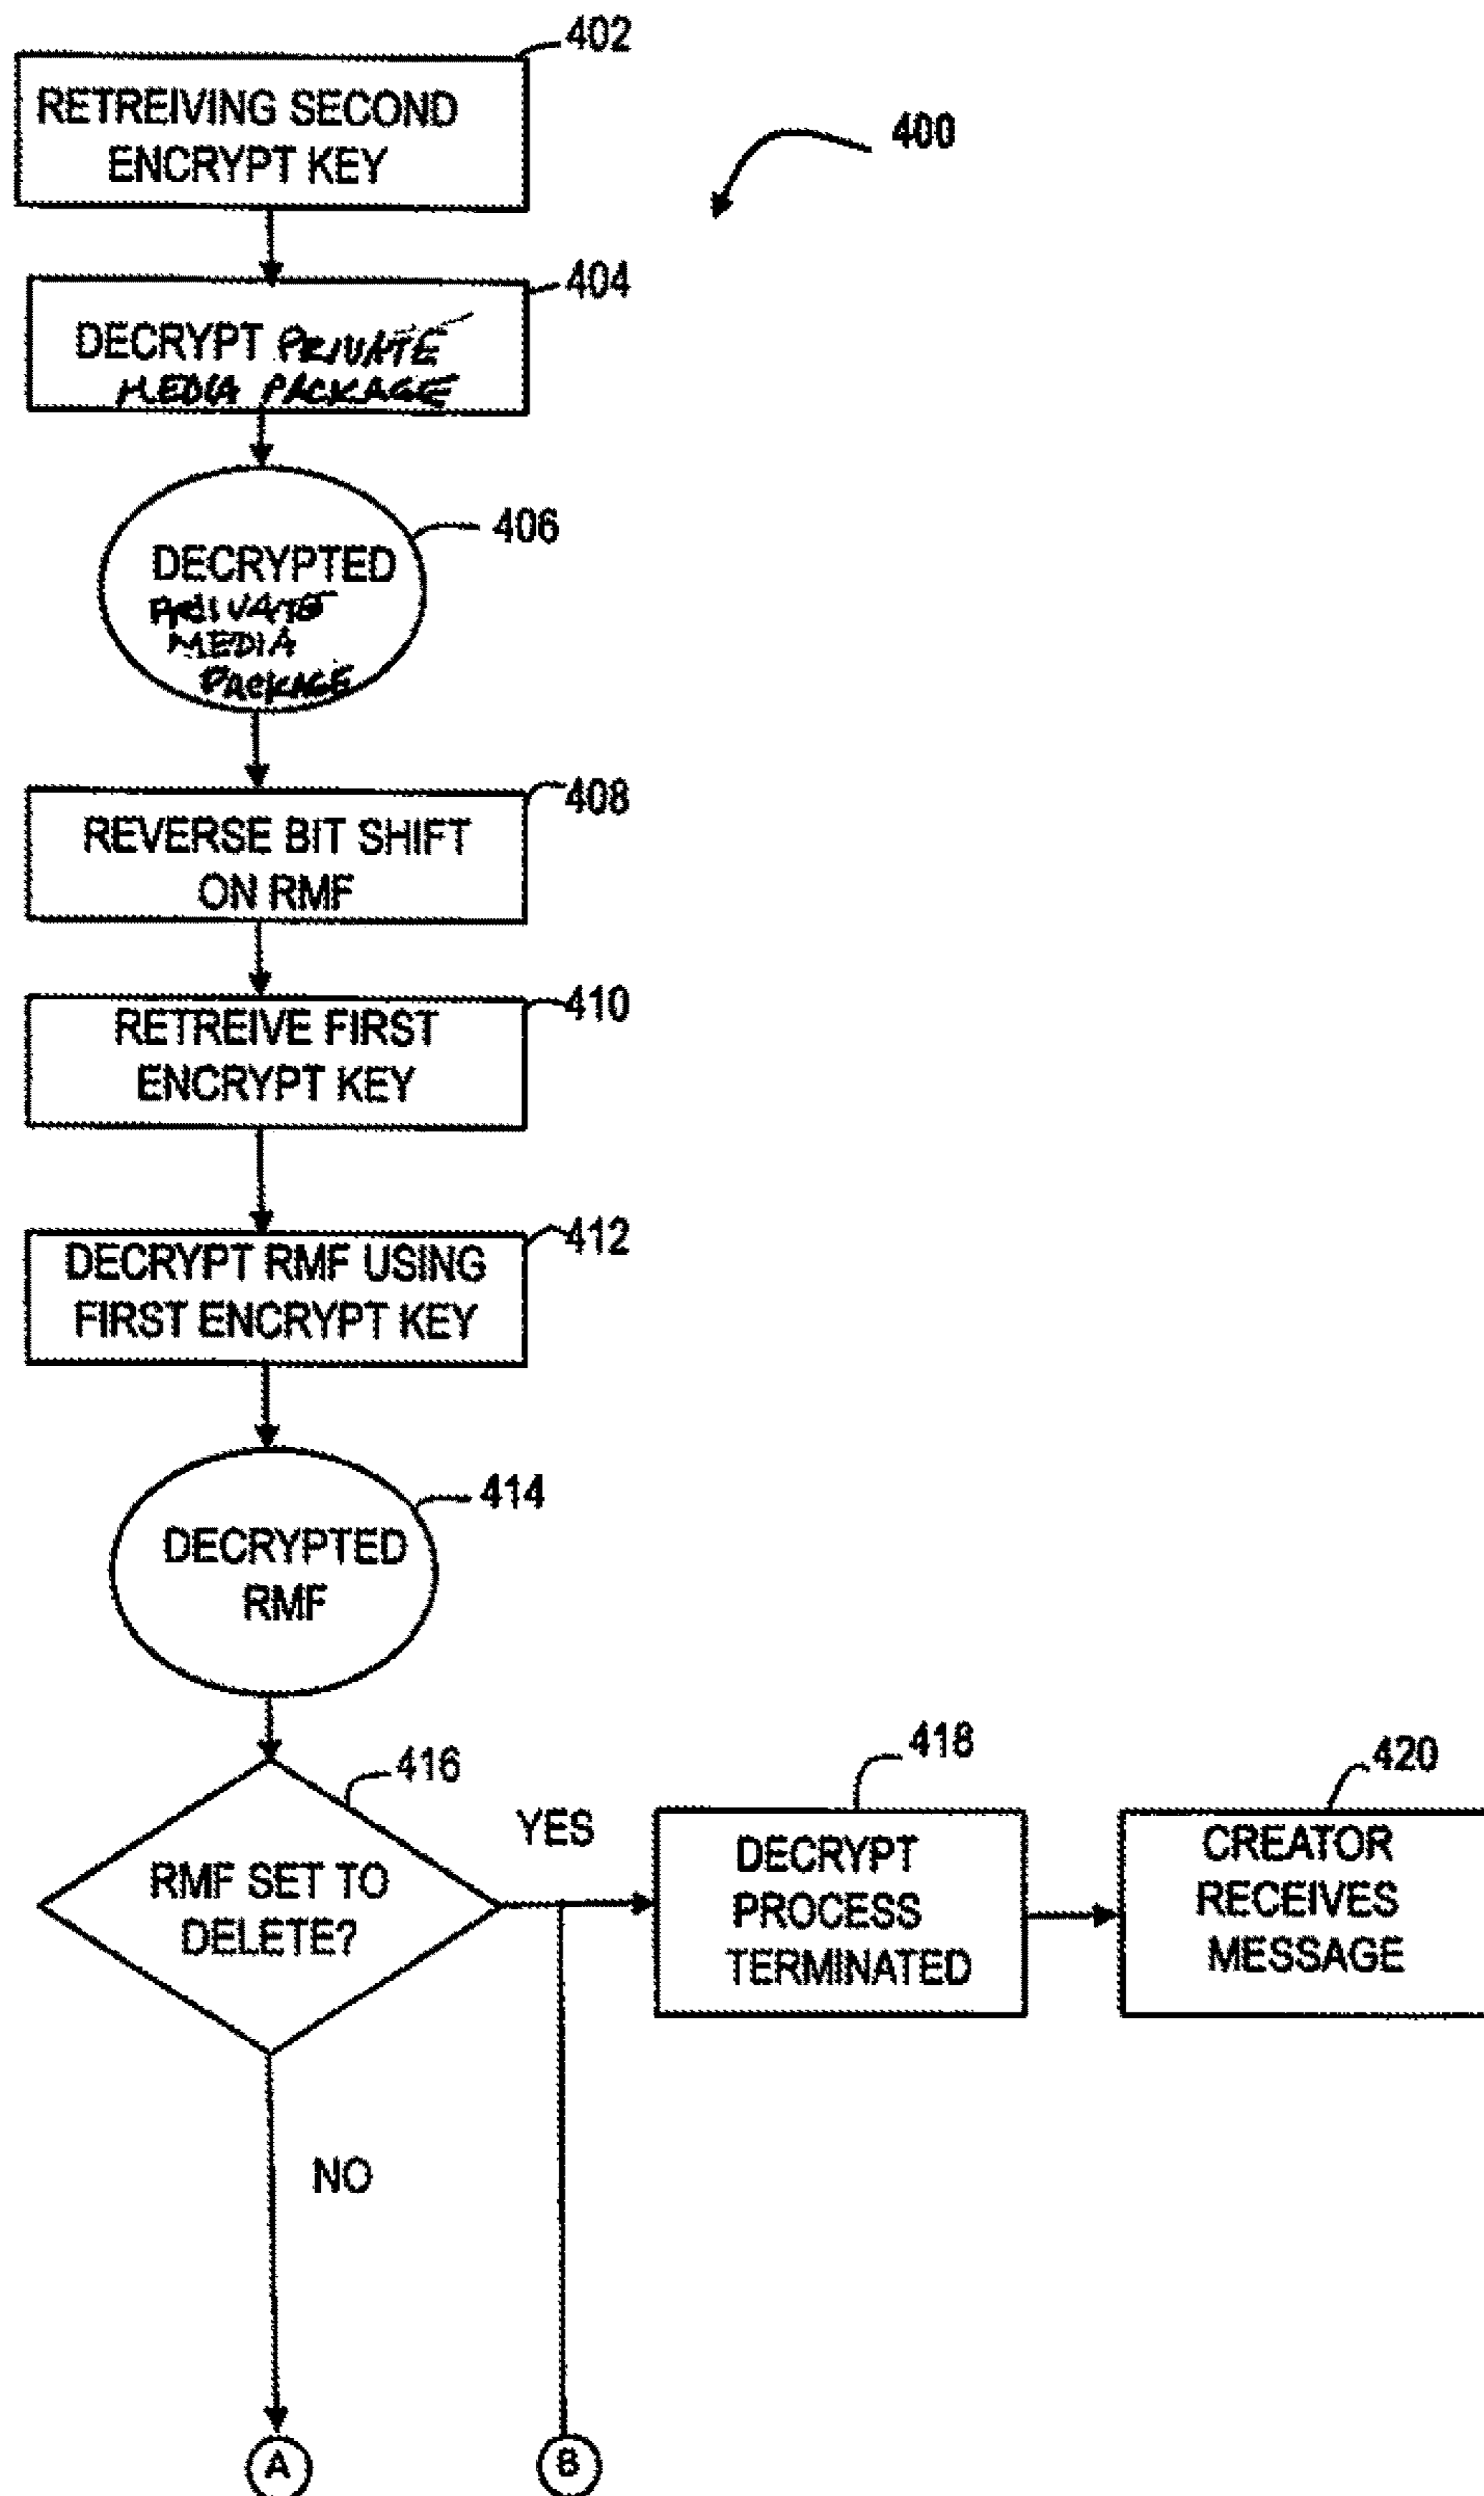 402
RETREIVING SECOND
ENCRYPT KEY
400
404
DECRYPT PRIVATE
MEDIA PACKAGE
406
DECRYPTED
PRIVATE
MEDIA
PACKAGE
408
REVERSE BIT SHIFT
ON RMF
410
RETREIVE FIRST
ENCRYPT KEY
412
DECRYPT RMF USING
FIRST ENCRYPT KEY
414
DECRYPTED
RMF
416
RMF SET TO
DELETE?
YES
NO
418
DECRYPT
PROCESS
TERMINATED
420
CREATOR
RECEIVES
MESSAGE
A
B